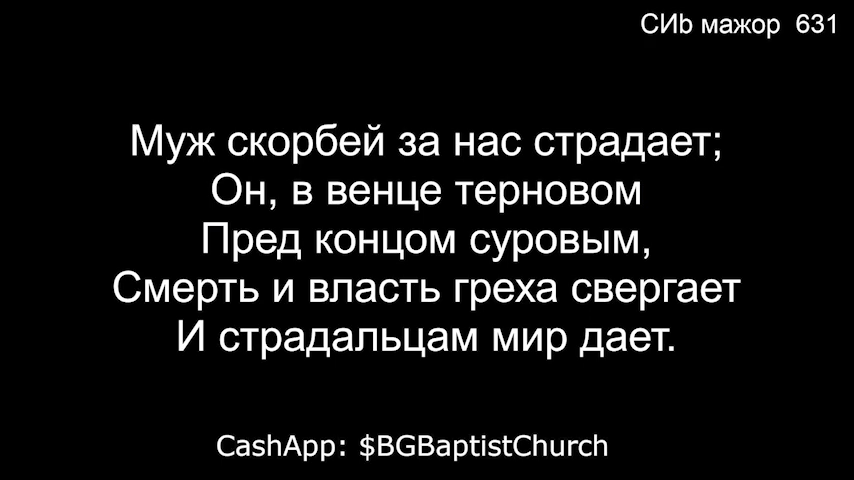 СИb мажор 631
Муж скорбей за нас страдает;
Он, в венце терновом
Пред концом суровым,
Смерть и власть греха свергает
И страдальцам мир дает.
CashApp: $BGBaptistChurch